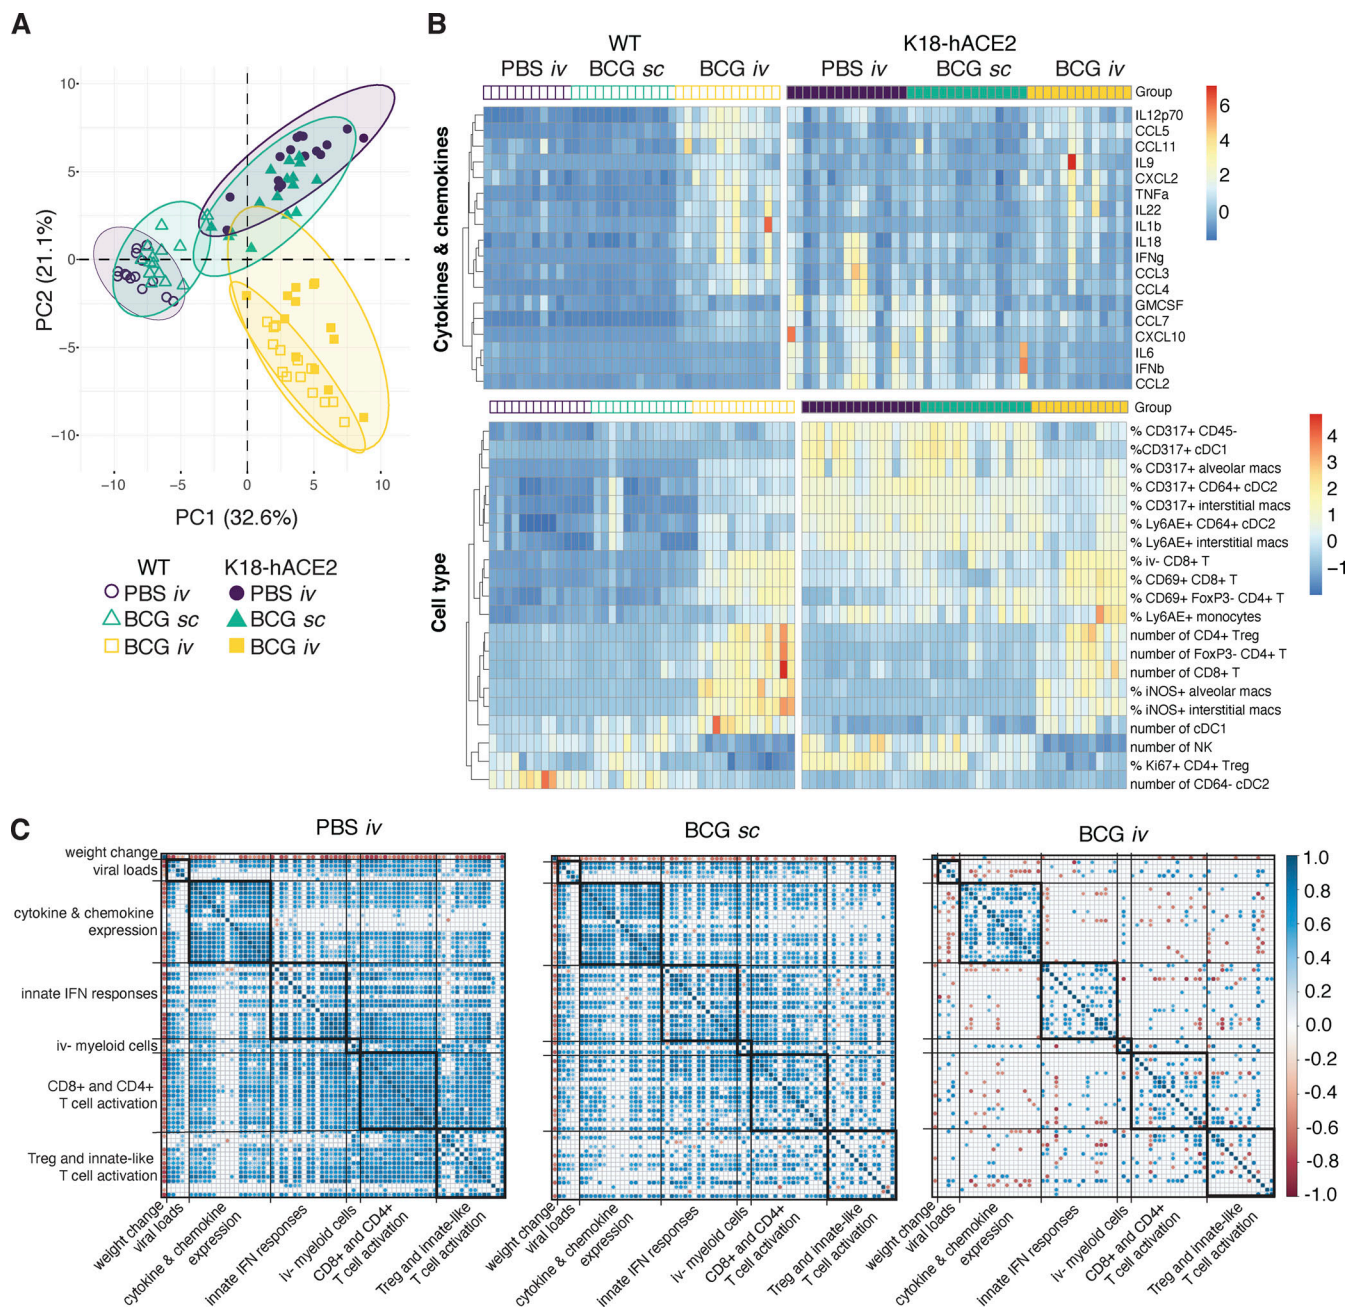 A
10
5
0
−5
−10
−10
−5
0
5
10
PC2 (21.1%)
PC1 (32.6%)
WT
K18-hACE2
PBS iv
PBS iv
BCG sc
BCG sc
BCG iv
BCG iv
B
WT
K18-hACE2
PBS iv
BCG sc
BCG iv
PBS iv
BCG sc
BCG iv
Group
Cytokines & chemokines
IL12p70
CCL5
CCL11
IL9
CXCL2
TNFa
IL22
IL1b
IL18
IFNg
CCL3
CCL4
GMCSF
CCL7
CXCL10
IL6
IFNb
CCL2
6
4
2
0
Group
Cell type
% CD317+ CD45-
%CD317+ cDC1
% CD317+ alveolar macs
% CD317+ CD64+ cDC2
% CD317+ interstitial macs
% Ly6AE+ CD64+ cDC2
% Ly6AE+ interstitial macs
% iv- CD8+ T
% CD69+ CD8+ T
% CD69+ FoxP3- CD4+ T
% Ly6AE+ monocytes
number of CD4+ Treg
number of FoxP3- CD4+ T
number of CD8+ T
% iNOS+ alveolar macs
% iNOS+ interstitial macs
number of cDC1
number of NK
% Ki67+ CD4+ Treg
number of CD64- cDC2
4
3
2
1
0
−1
C
PBS iv
BCG sc
BCG iv
weight change
viral loads
cytokine & chemokine
expression
innate IFN responses
iv- myeloid cells
CD8+ and CD4+
T cell activation
Treg and innate-like
T cell activation
weight change
viral loads
cytokine & chemokine
expression
innate IFN responses
iv- myeloid cells
CD8+ and CD4+
T cell activation
Treg and innate-like
T cell activation
weight change
viral loads
cytokine & chemokine
expression
innate IFN responses
iv- myeloid cells
CD8+ and CD4+
T cell activation
Treg and innate-like
T cell activation
weight change
viral loads
cytokine & chemokine
expression
innate IFN responses
iv- myeloid cells
CD8+ and CD4+
T cell activation
Treg and innate-like
T cell activation
1.0
0.8
0.6
0.4
0.2
0.0
-0.2
-0.4
-0.6
-0.8
-1.0